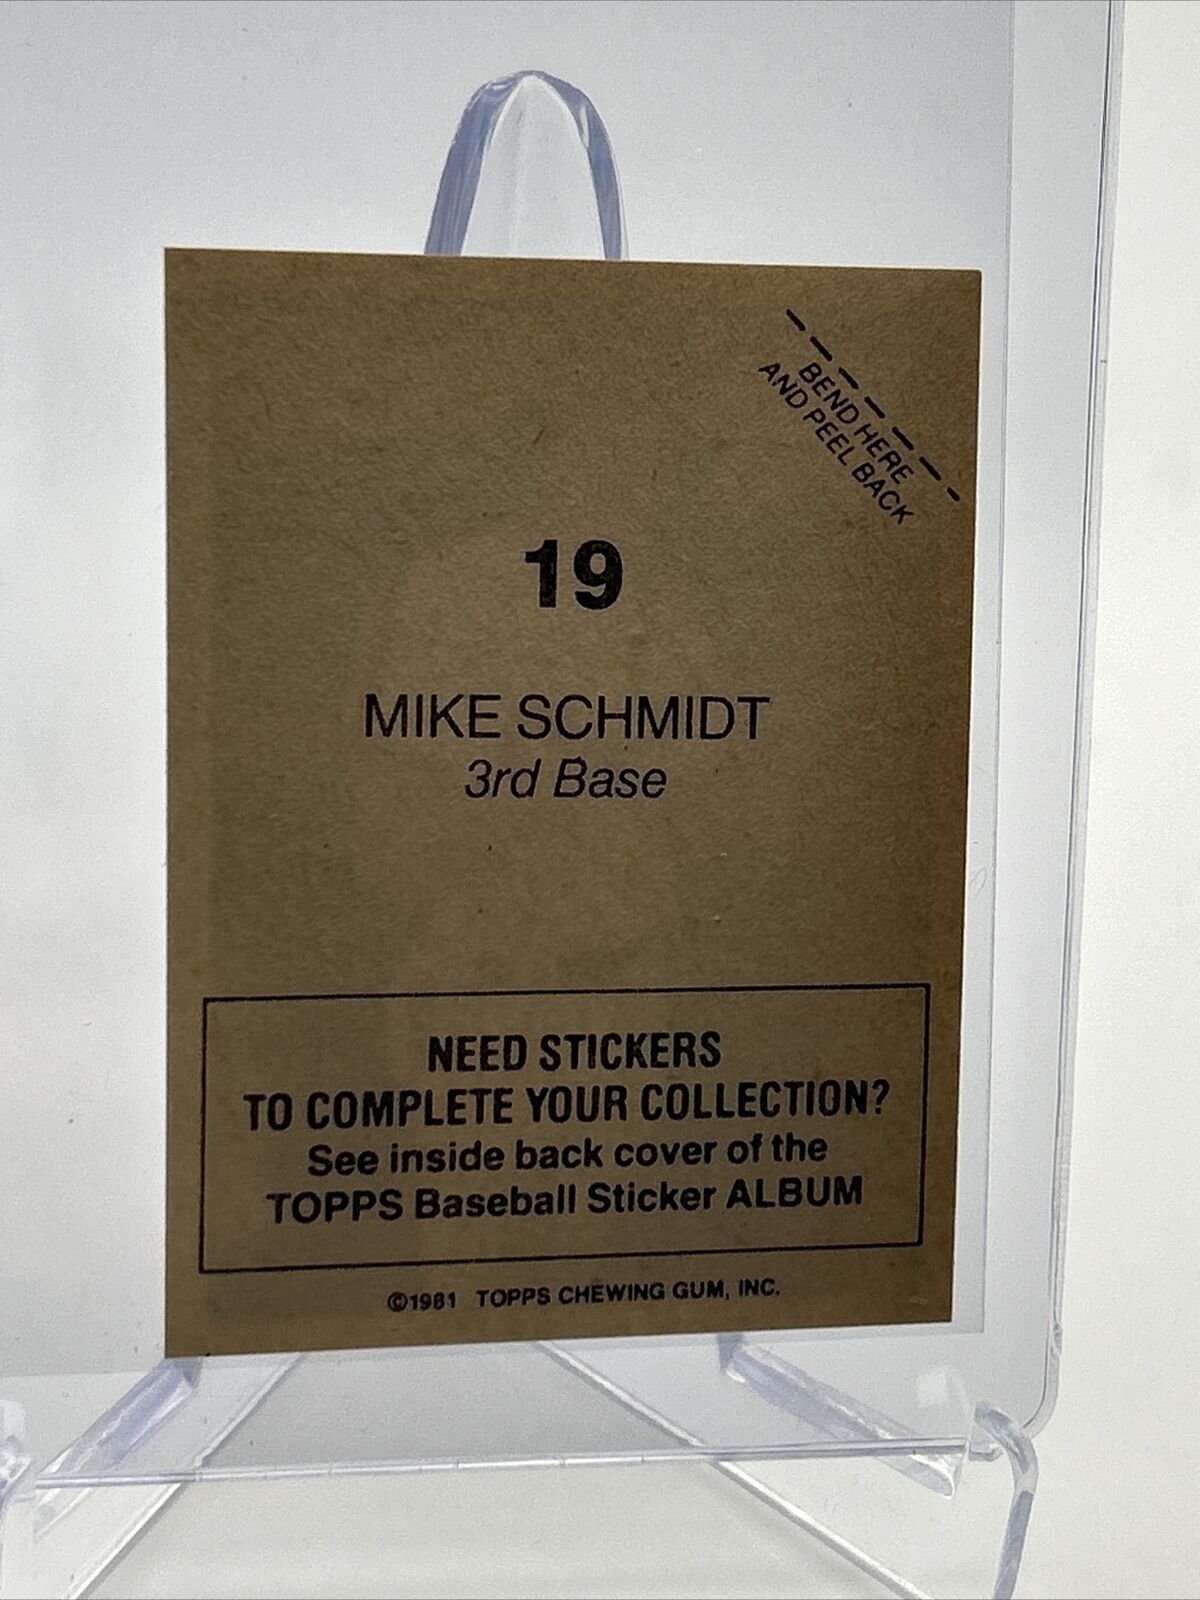 BEND HERE
AND PEEL BACK
19
MIKE SCHMIDT
3rd Base
NEED STICKERS
TO COMPLETE YOUR COLLECTION?
See inside back cover of the
TOPPS Baseball Sticker ALBUM
©1981 TOPPS CHEWING GUM, INC.